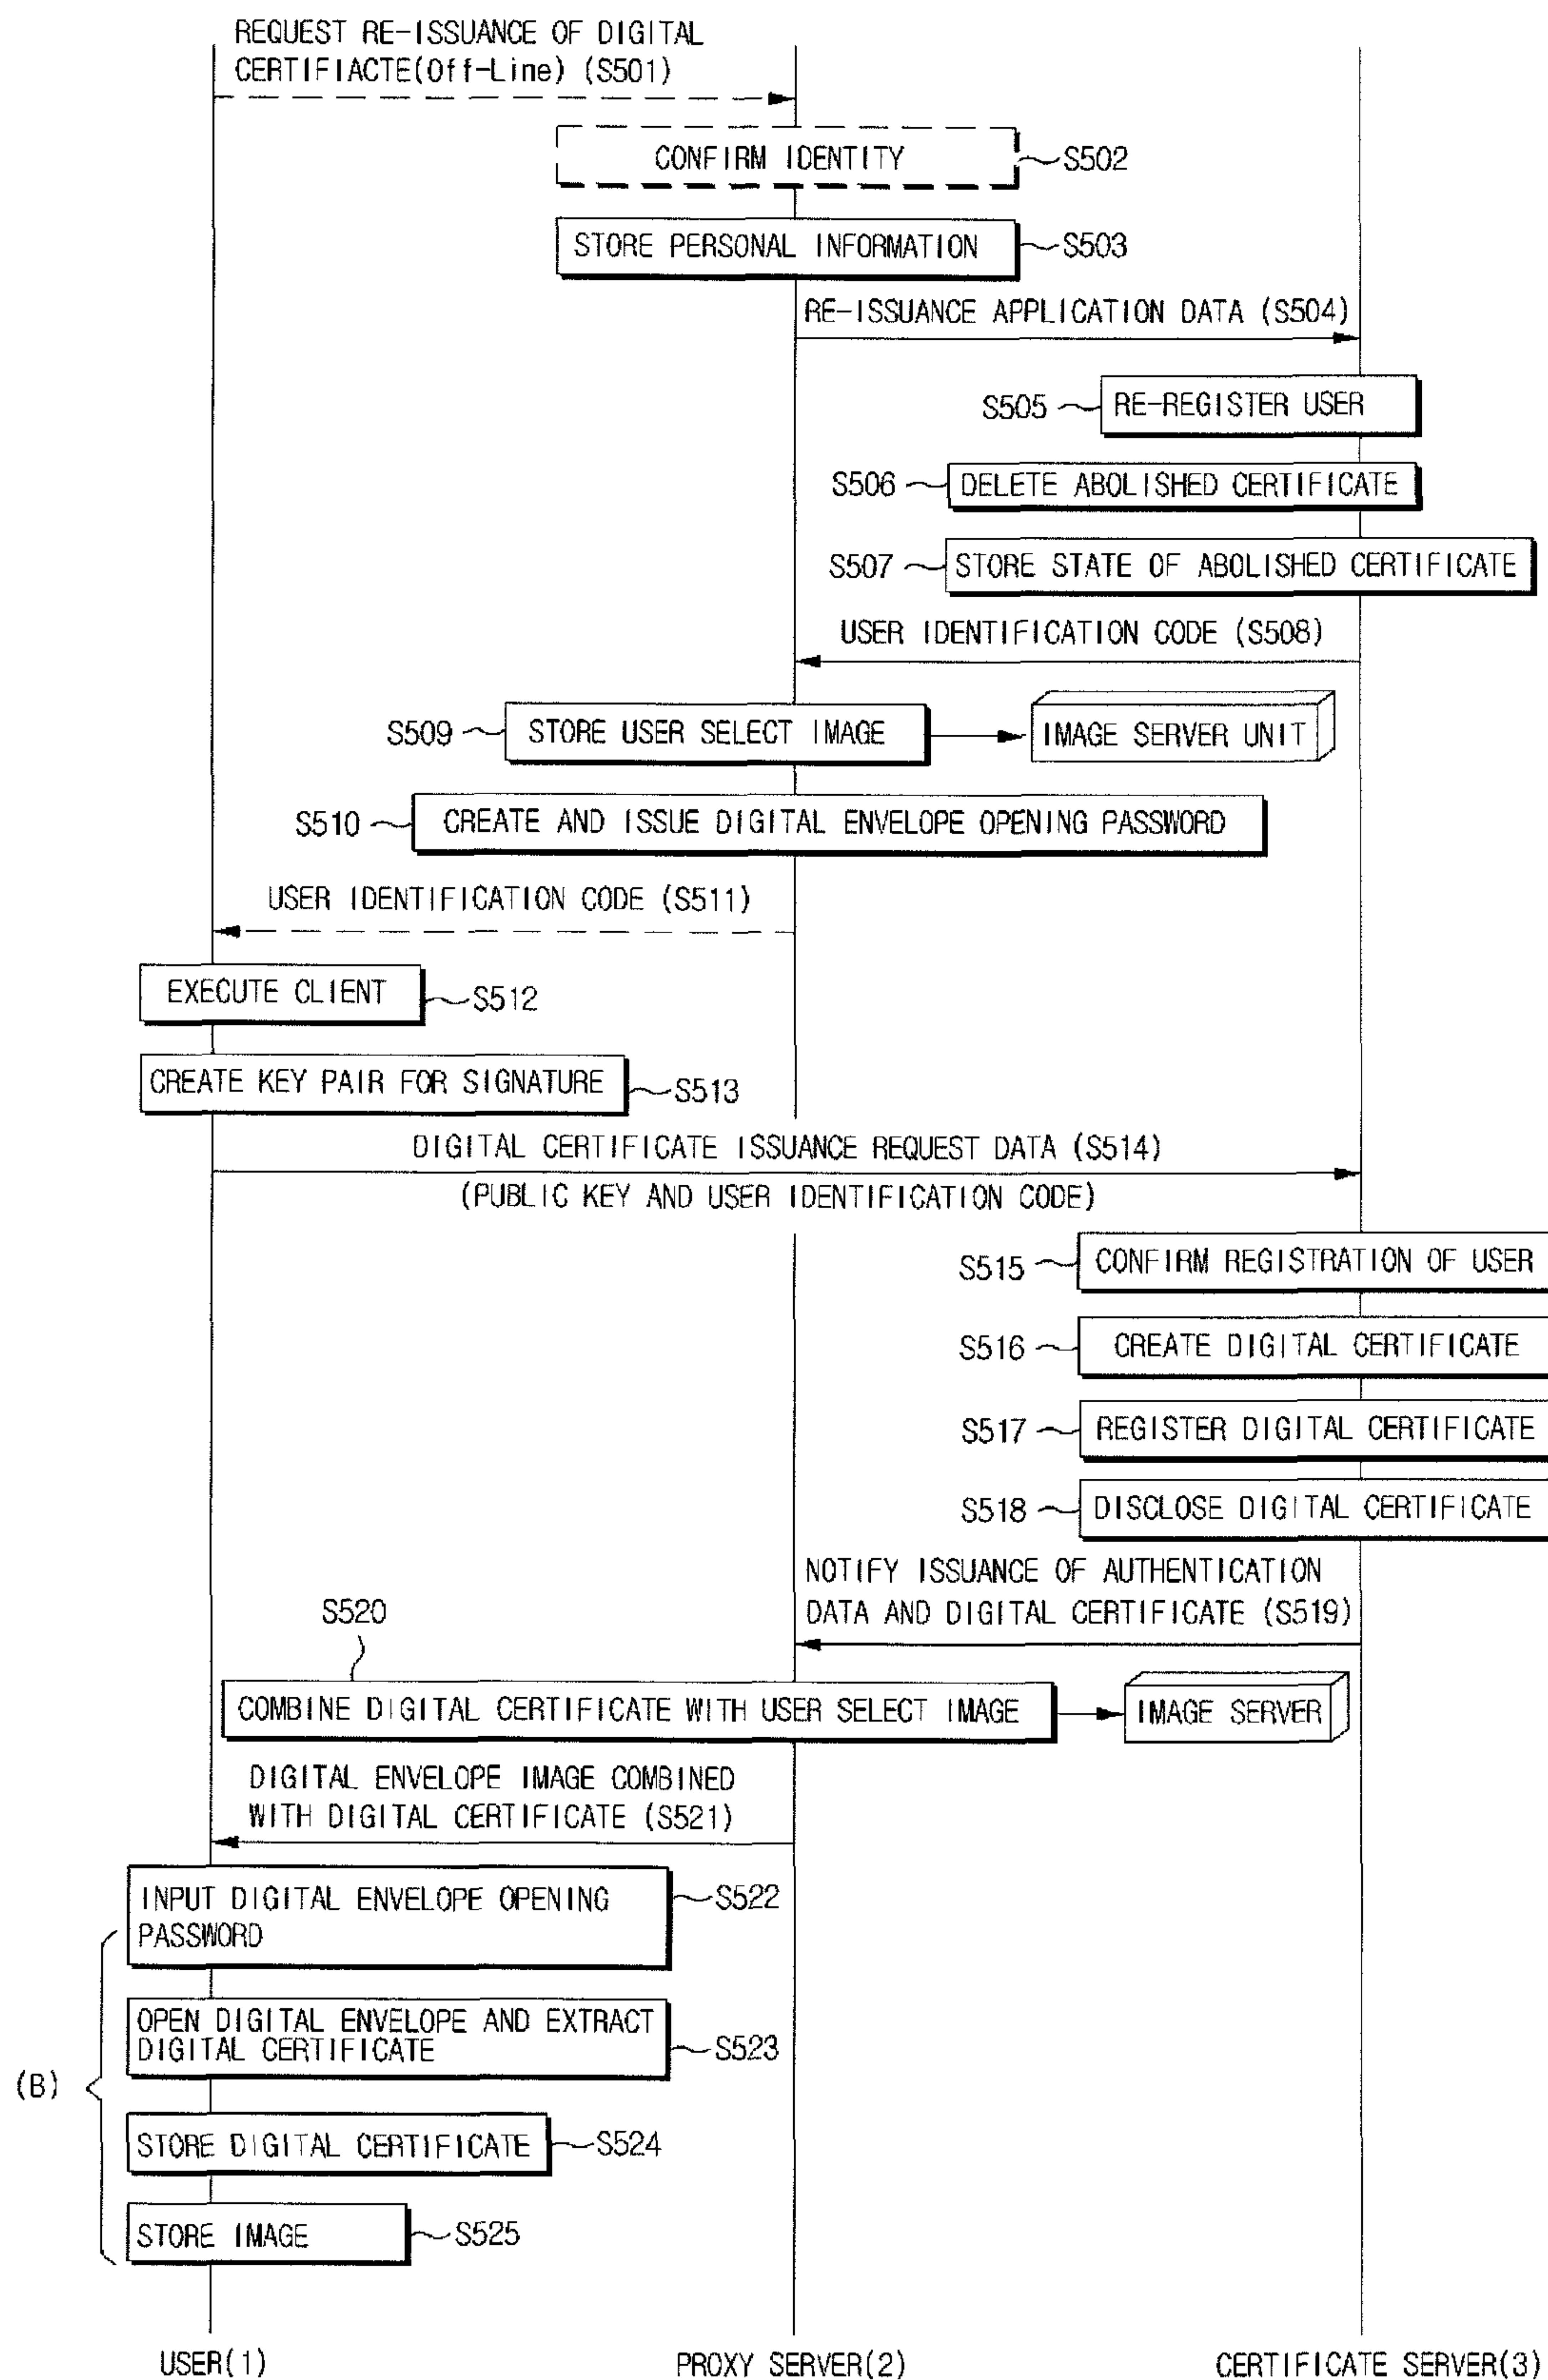 REQUEST RE-ISSUANCE OF DIGITAL
CERTIFIACTE(Off-Line) (S501)
CONFIRM IDENTITY
S502
STORE PERSONAL INFORMATION
S503
RE-ISSUANCE APPLICATION DATA (S504)
S505
RE-REGISTER USER
S506
DELETE ABOLISHED CERTIFICATE
S507
STORE STATE OF ABOLISHED CERTIFICATE
USER IDENTIFICATION CODE (S508)
S509
STORE USER SELECT IMAGE
IMAGE SERVER UNIT
S510
CREATE AND ISSUE DIGITAL ENVELOPE OPENING PASSWORD
USER IDENTIFICATION CODE (S511)
EXECUTE CLIENT
S512
CREATE KEY PAIR FOR SIGNATURE
S513
DIGITAL CERTIFICATE ISSUANCE REQUEST DATA (S514)
(PUBLIC KEY AND USER IDENTIFICATION CODE)
S515
CONFIRM REGISTRATION OF USER
S516
CREATE DIGITAL CERTIFICATE
S517
REGISTER DIGITAL CERTIFICATE
S518
DISCLOSE DIGITAL CERTIFICATE
NOTIFY ISSUANCE OF AUTHENTICATION
DATA AND DIGITAL CERTIFICATE (S519)
S520
COMBINE DIGITAL CERTIFICATE WITH USER SELECT IMAGE
IMAGE SERVER
DIGITAL ENVELOPE IMAGE COMBINED
WITH DIGITAL CERTIFICATE (S521)
INPUT DIGITAL ENVELOPE OPENING
PASSWORD
S522
OPEN DIGITAL ENVELOPE AND EXTRACT
DIGITAL CERTIFICATE
S523
(B)
STORE DIGITAL CERTIFICATE
S524
STORE IMAGE
S525
USER(1)
PROXY SERVER(2)
CERTIFICATE SERVER(3)